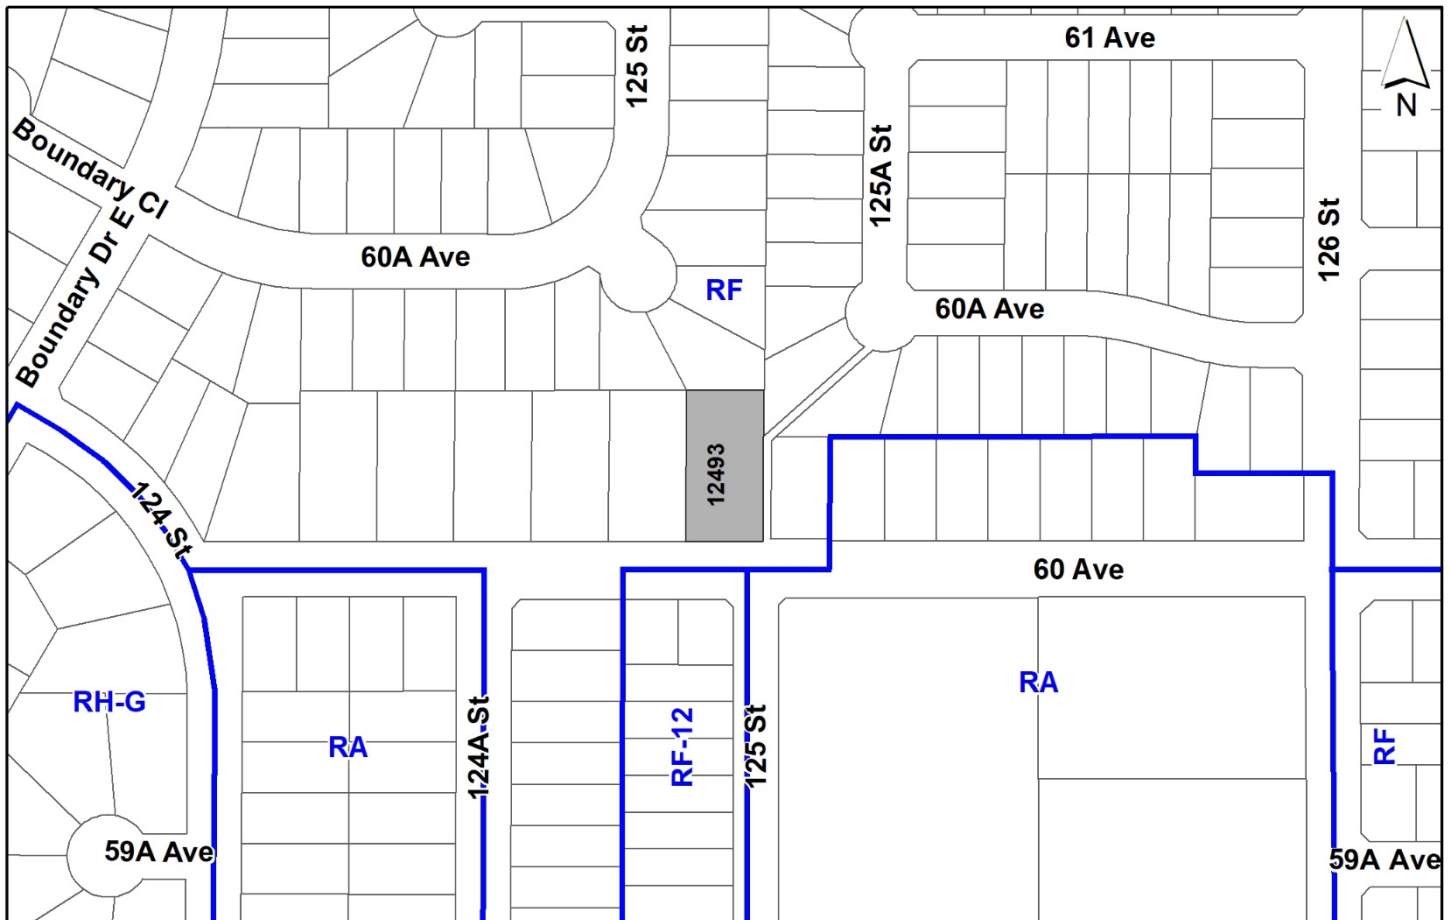 61 Ave
125 St
N
Boundary Cl
125A St
126 St
Boundary Dr E
60A Ave
RF
60A Ave
12493
124 St
60 Ave
RA
RH-G
RA
124A St
RF-12
125 St
RF
59A Ave
59A Ave